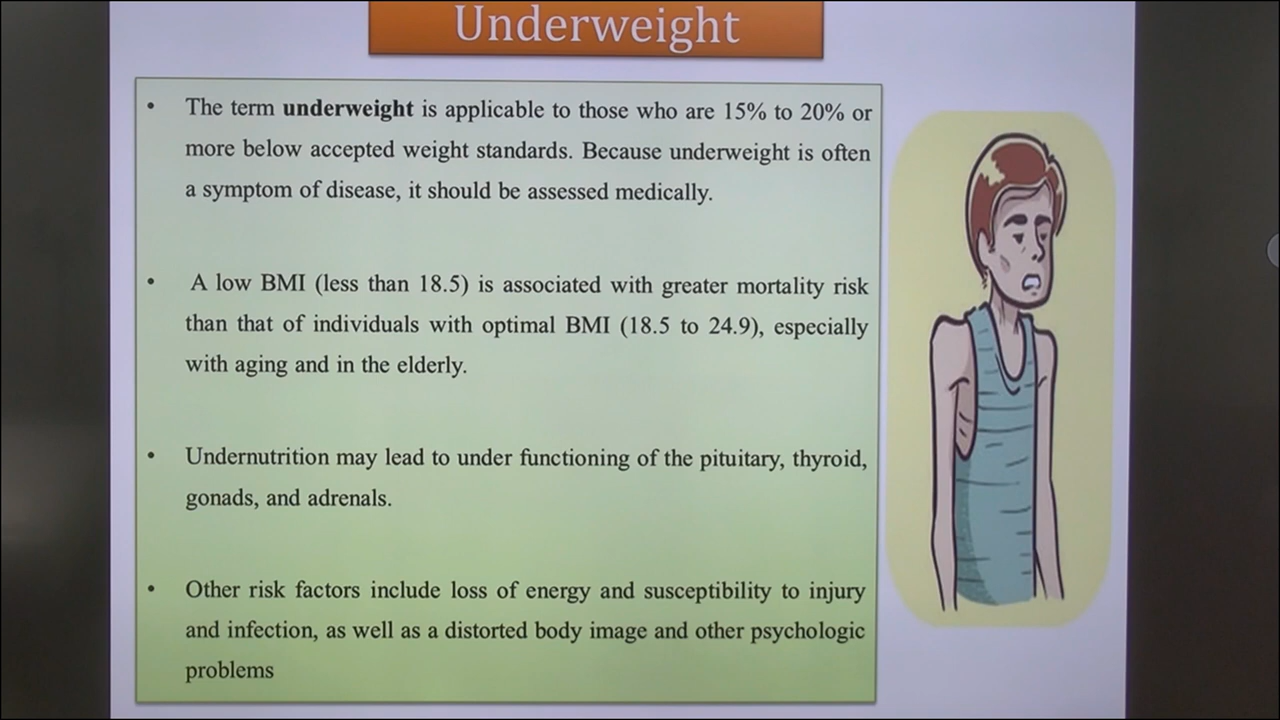 Underweight
• The term underweight is applicable to those who are 15% to 20% or
more below accepted weight standards. Because underweight is often
a symptom of disease, it should be assessed medically.
• A low BMI (less than 18.5) is associated with greater mortality risk
than that of individuals with optimal BMI (18.5 to 24.9), especially
with aging and in the elderly.
• Undernutrition may lead to under functioning of the pituitary, thyroid,
gonads, and adrenals.
• Other risk factors include loss of energy and susceptibility to injury
and infection, as well as a distorted body image and other psychologic
problems